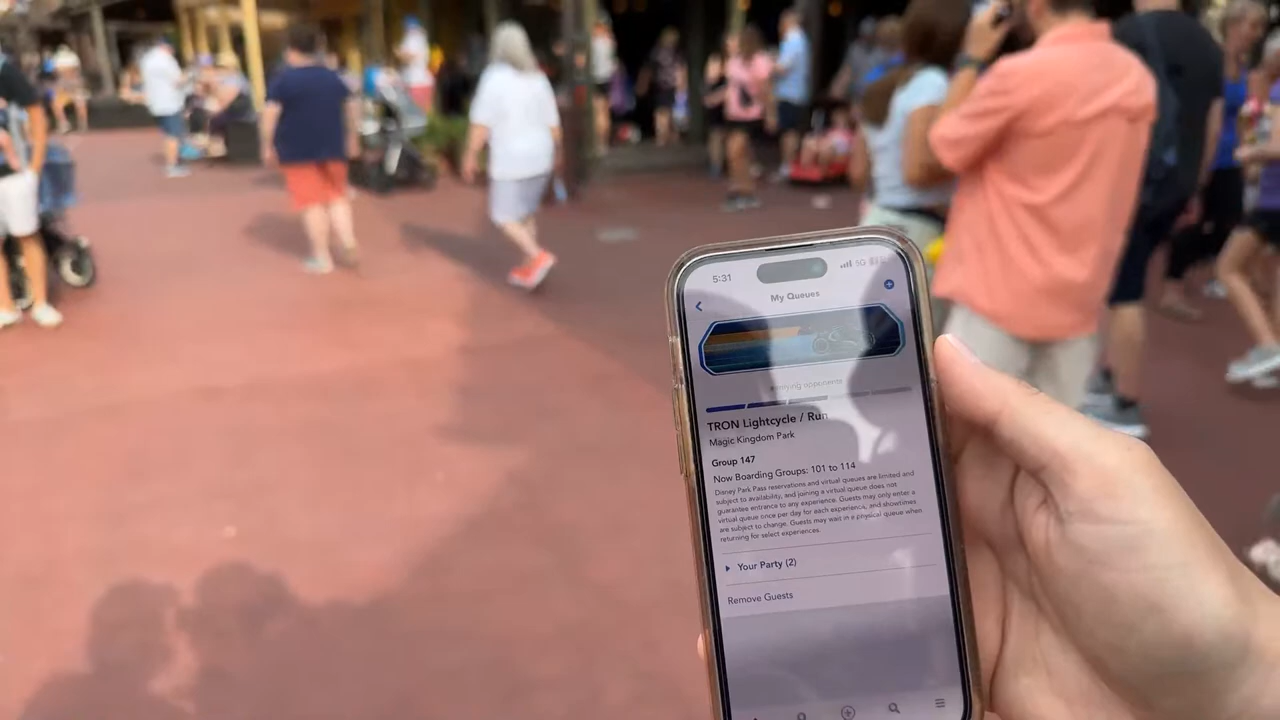 5:31
5G
My Queues
TRON Lightcycle / Run
Magic Kingdom Park
Group 147
Now Boarding Groups: 101 to 114
Disney Park Pass reservations and virtual queues are limited and
subject to availability, and joining a virtual queue does not
guarantee entrance to any experience. Guests may only enter a
virtual queue once per day for each experience, and showtimes
are subject to change. Guests may wait in a physical queue when
returning for select experiences.
Your Party (2)
Remove Guests